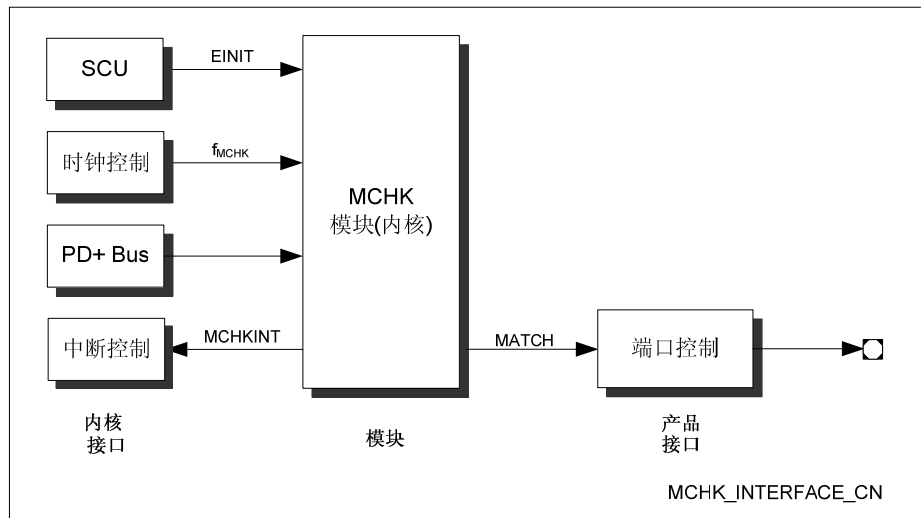 SCU
EINIT
时钟控制
fMCHK
MCHK
模块(内核)
PD+ Bus
中断控制
MCHKINT
MATCH
端口控制
内核
接口
模块
产品
接口
MCHK_INTERFACE_CN